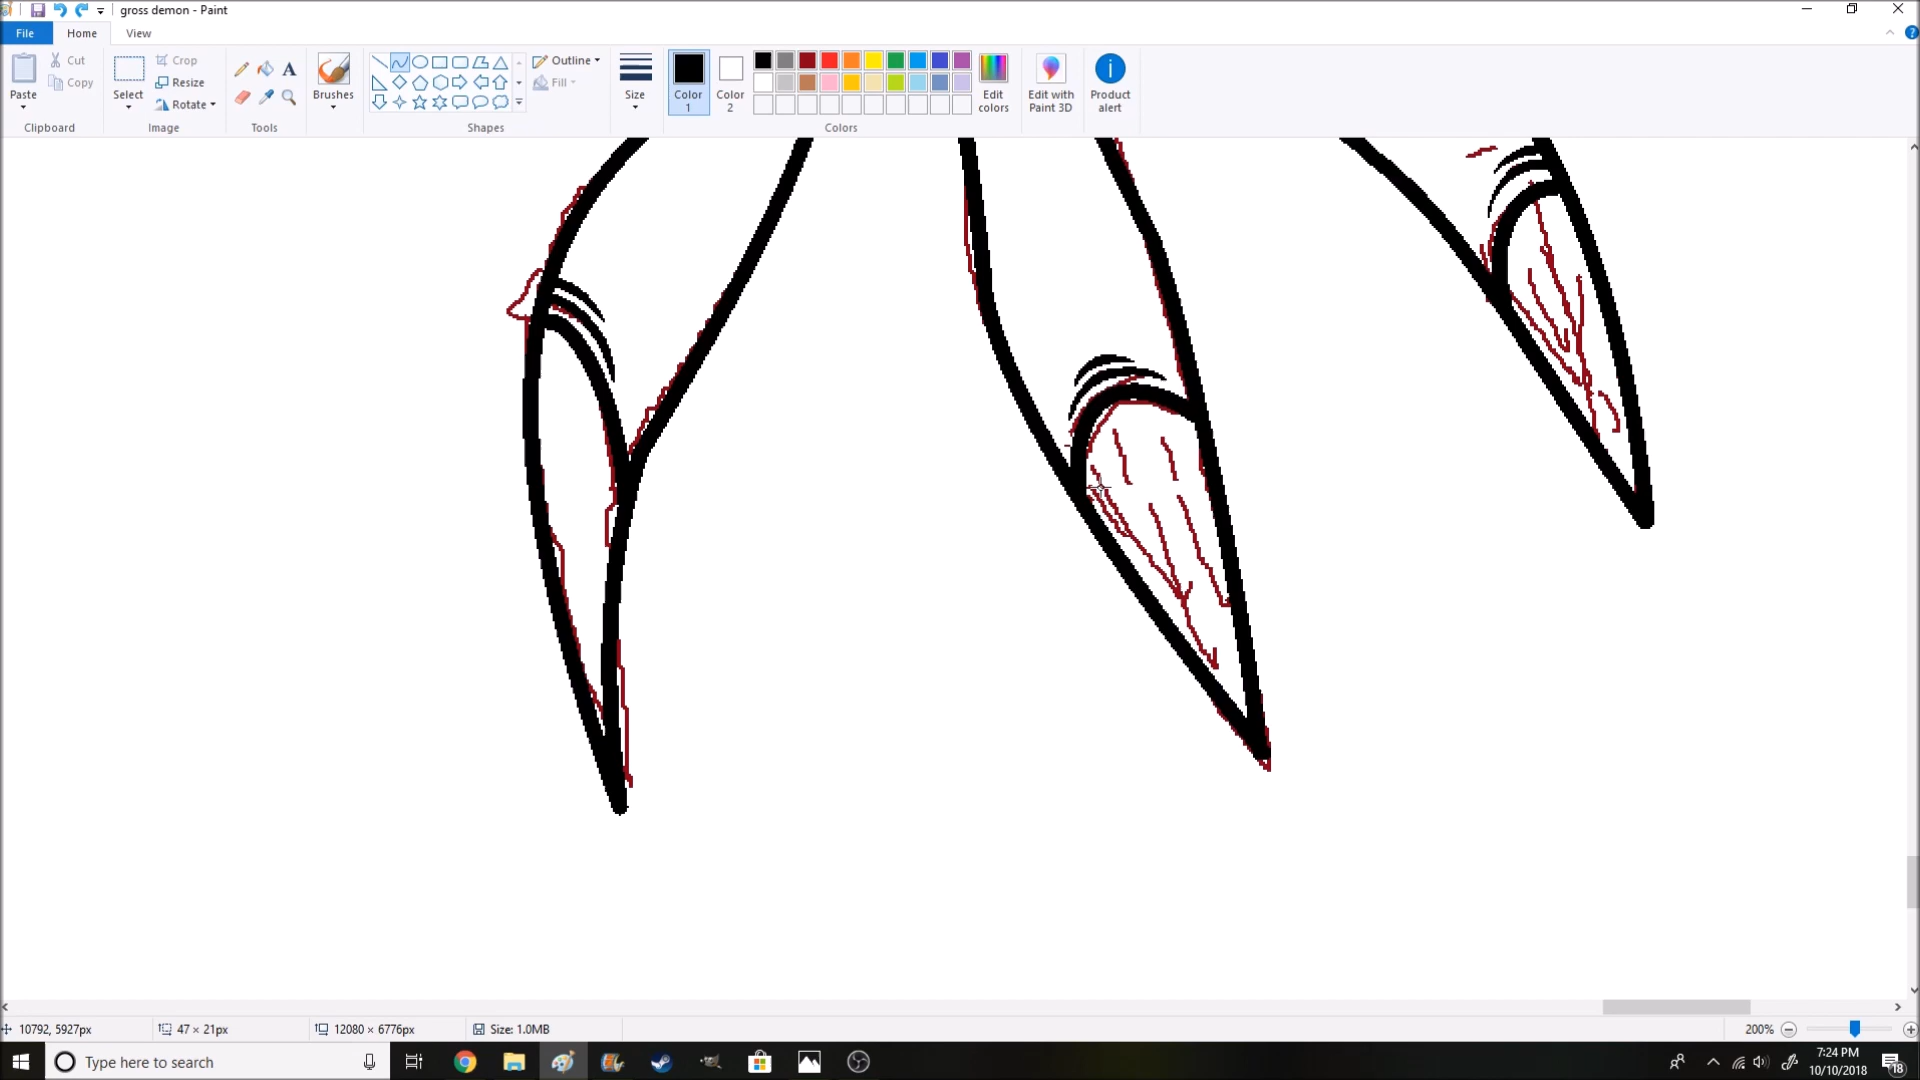 gross demon - Paint
File Home View
Paste
Cut
Copy
Clipboard
Select
Crop
Resize
Rotate
Image
A
Tools
Brushes
Outline
Fill
Shapes
Size
Color 1
Color 2
Colors
Edit colors
Edit with Paint 3D
Product alert
10792, 5927px 47 × 21px 12080 × 6776px Size: 1.0MB 200%
Type here to search
7:24 PM
10/10/2018
18